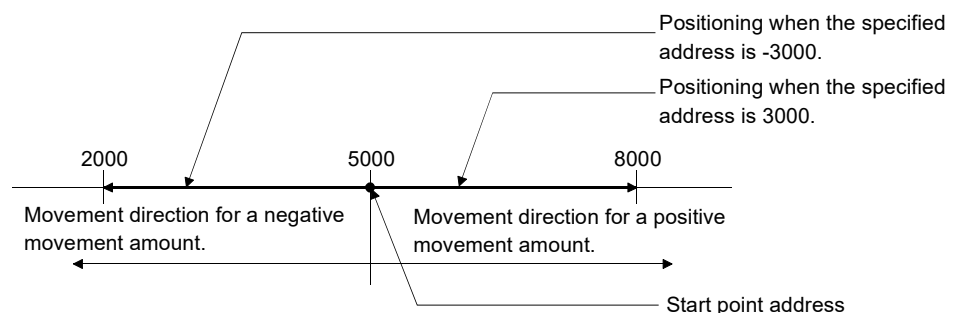 Positioning when the specified
address is -3000.
Positioning when the specified
address is 3000.
2000
5000
8000
Movement direction for a negative
movement amount.
Movement direction for a positive
movement amount.
Start point address